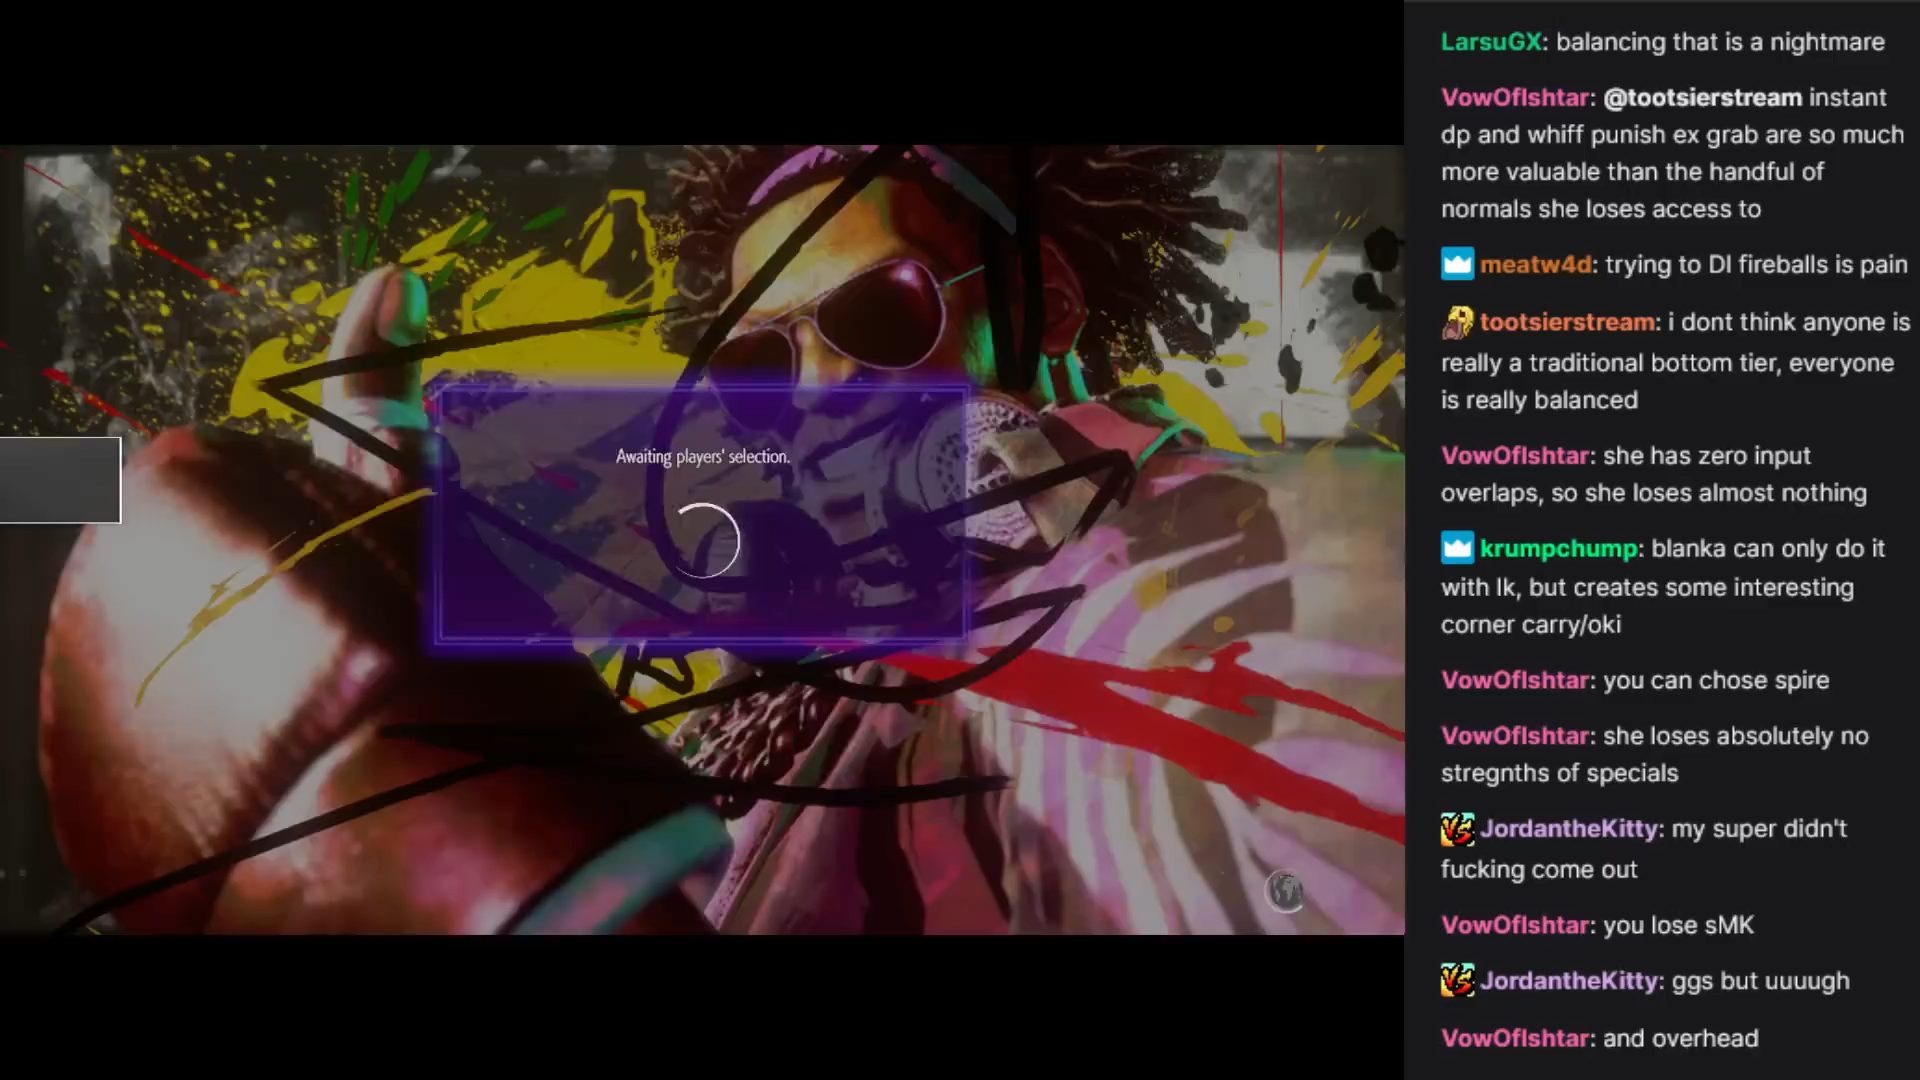 Awaiting players' selection.
LarsuGX: balancing that is a nightmare
VowOfIshtar: @tootsierstream instant
dp and whiff punish ex grab are so much
more valuable than the handful of
normals she loses access to
meatw4d: trying to DI fireballs is pain
tootsierstream: i dont think anyone is
really a traditional bottom tier, everyone
is really balanced
VowOfIshtar: she has zero input
overlaps, so she loses almost nothing
krumpchump: blanka can only do it
with lk, but creates some interesting
corner carry/oki
VowOfIshtar: you can chose spire
VowOfIshtar: she loses absolutely no
stregnths of specials
JordantheKitty: my super didn't
fucking come out
VowOfIshtar: you lose sMK
JordantheKitty: ggs but uuuugh
VowOfIshtar: and overhead